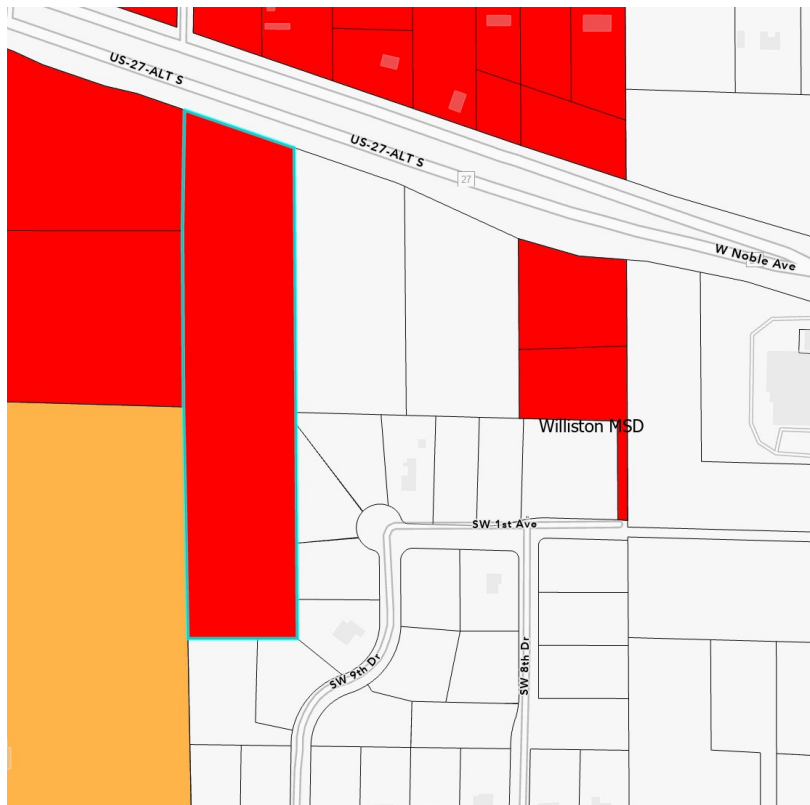 US-27-ALT S
US-27-ALT S
27
W Noble Ave
Williston MSD
SW 1st Ave
SW 8th Dr
SW 9th Dr